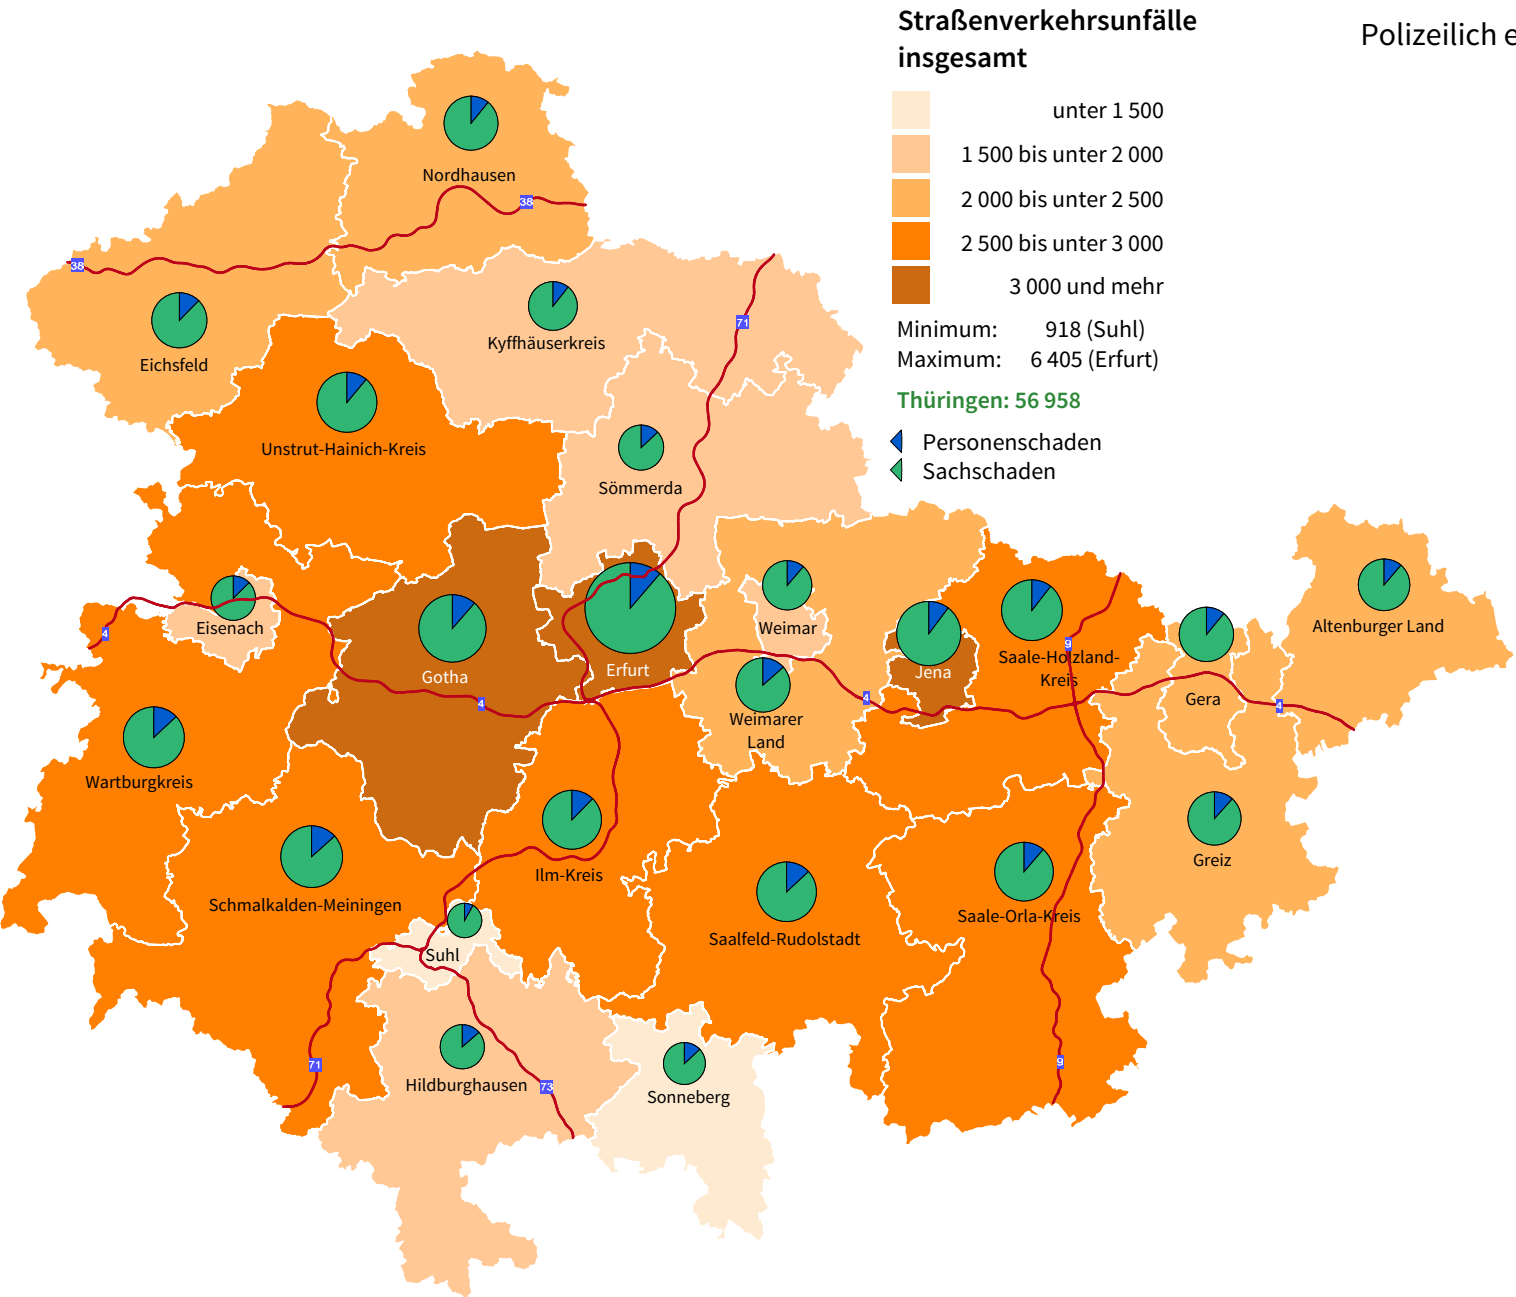 Straßenverkehrsunfälle
insgesamt
Polizeilich e
unter 1 500
1 500 bis unter 2 000
2 000 bis unter 2 500
2 500 bis unter 3 000
3 000 und mehr
Minimum: 918 (Suhl)
Maximum: 6 405 (Erfurt)
Thüringen: 56 958
Personenschaden
Sachschaden
Nordhausen
38
38
71
Kyffhäuserkreis
Eichsfeld
Unstrut-Hainich-Kreis
Sömmerda
Eisenach
4
Weimar
Altenburger Land
Gotha
Erfurt
Jena
9
Saale-Holzland-
Kreis
4
4
Gera
4
Weimarer
Land
Wartburgkreis
Greiz
Ilm-Kreis
Schmalkalden-Meiningen
Saalfeld-Rudolstadt
Saale-Orla-Kreis
Suhl
71
Hildburghausen
73
Sonneberg
9